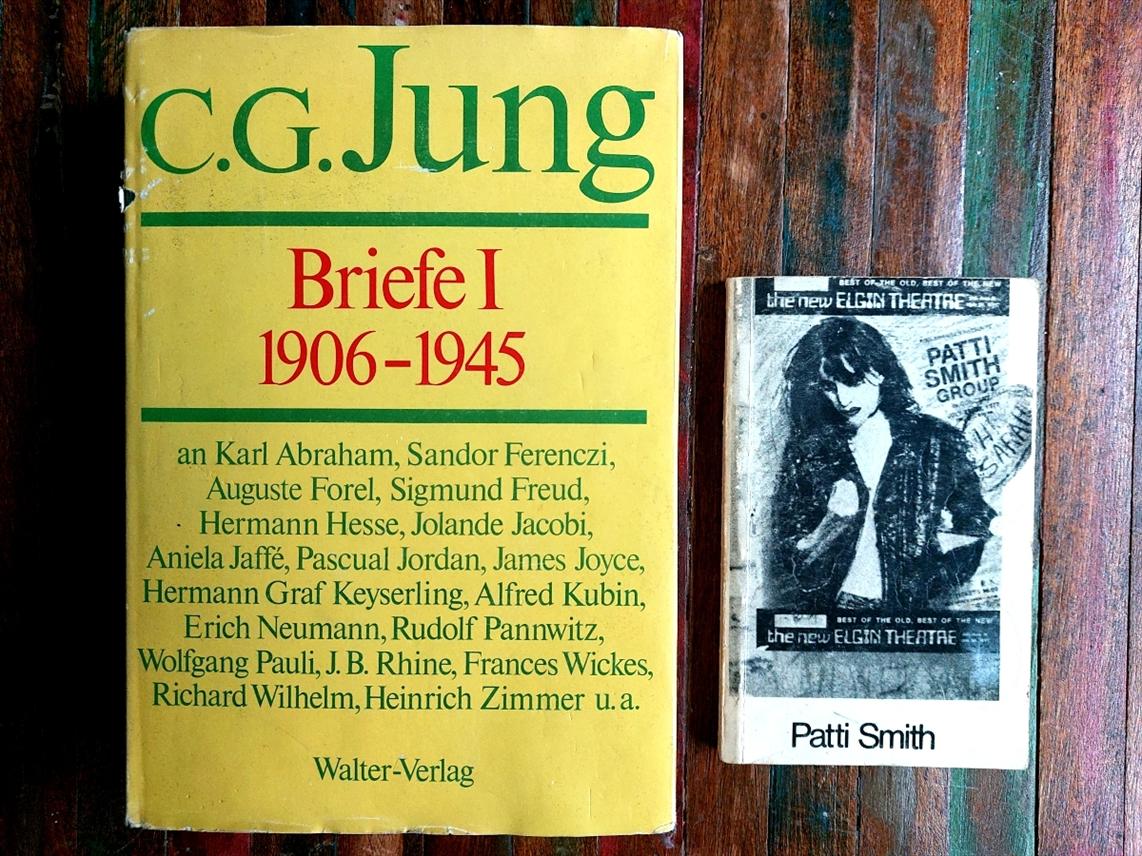 C.G. Jung
Briefe I
1906-1945
an Karl Abraham, Sandor Ferenczi,
Auguste Forel, Sigmund Freud,
Hermann Hesse, Jolande Jacobi,
Aniela Jaffé, Pascual Jordan, James Joyce,
Hermann Graf Keyserling, Alfred Kubin,
Erich Neumann, Rudolf Pannwitz,
Wolfgang Pauli, J. B. Rhine, Frances Wickes,
Richard Wilhelm, Heinrich Zimmer u. a.
Walter-Verlag
BEST OF THE OLD, BEST OF THE NEW
the new ELGIN THEATRE
PATTI
SMITH
GROUP
HI
SARAH
BEST OF THE OLD, BEST OF THE NEW
the new ELGIN THEATRE
Patti Smith